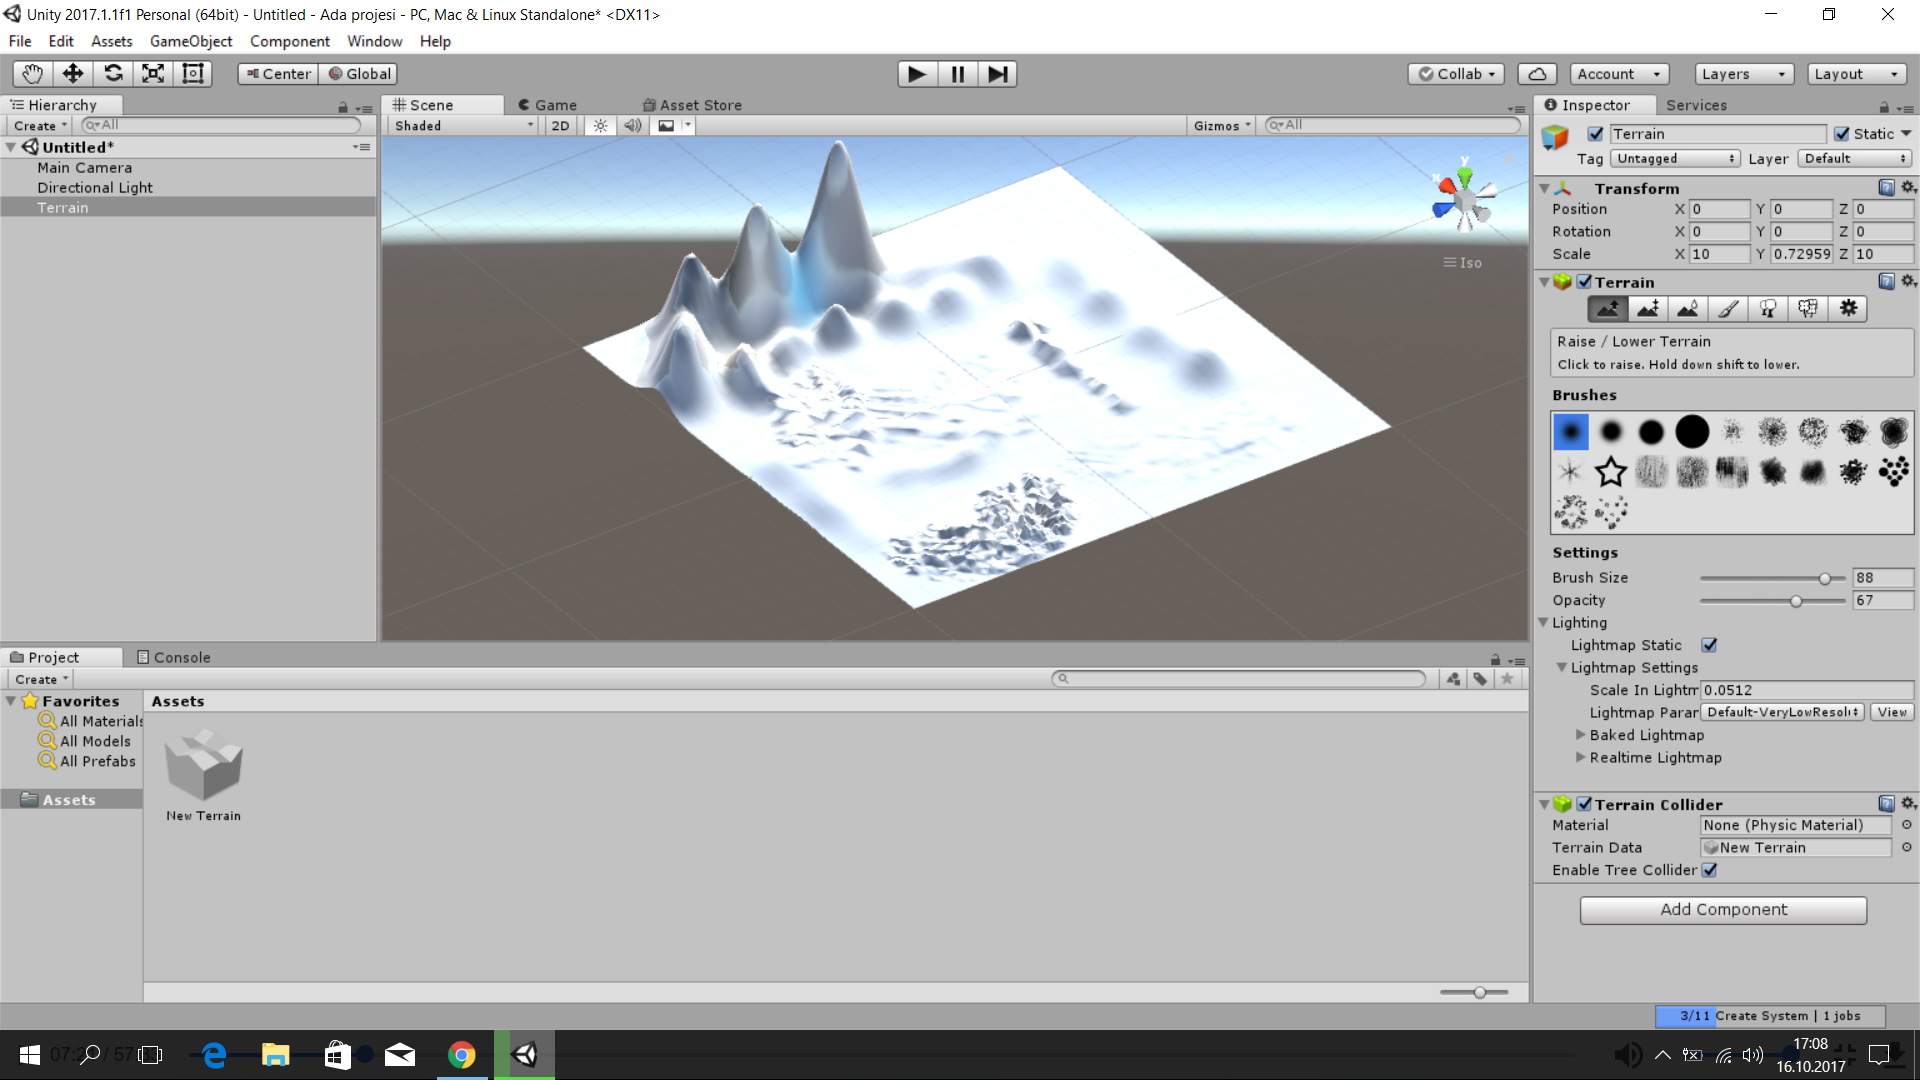 Unity 2017.1.1f1 Personal (64bit) - Untitled - Ada projesi - PC, Mac & Linux Standalone* <DX11>
File Edit Assets GameObject Component Window Help
Center Global Collab Account Layers Layout
Hierarchy
Create All
Untitled*
Main Camera
Directional Light
Terrain
Scene Game Asset Store
Shaded 2D Gizmos All
y
x
Iso
Inspector Services
Terrain Static
Tag Untagged Layer Default
Transform
Position X 0 Y 0 Z 0
Rotation X 0 Y 0 Z 0
Scale X 10 Y 0.72959 Z 10
Terrain
Raise / Lower Terrain
Click to raise. Hold down shift to lower.
Brushes
Settings
Brush Size 88
Opacity 67
Lighting
Lightmap Static
Lightmap Settings
Scale In Lightm 0.0512
Lightmap Parar Default-VeryLowResolu View
Baked Lightmap
Realtime Lightmap
Terrain Collider
Material None (Physic Material)
Terrain Data New Terrain
Enable Tree Collider
Add Component
Project Console
Create
Favorites
All Materials
All Models
All Prefabs
Assets
Assets
New Terrain
3/11 Create System | 1 jobs
17:08
16.10.2017